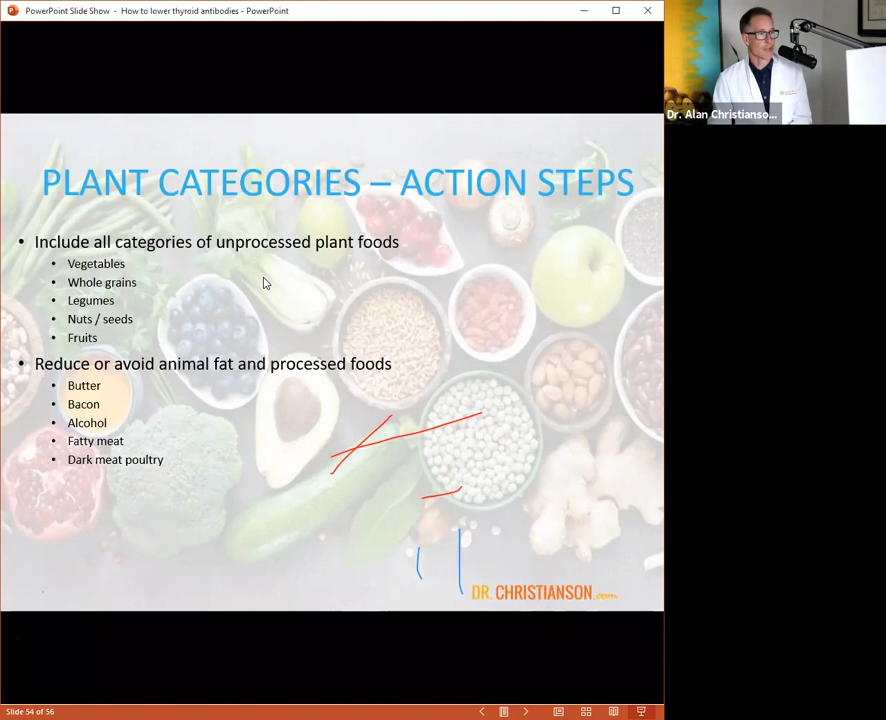 PowerPoint Slide Show - How to lower thyroid antibodies - PowerPoint
Dr. Alan Christianso...
PLANT CATEGORIES – ACTION STEPS
• Include all categories of unprocessed plant foods
• Vegetables
• Whole grains
• Legumes
• Nuts / seeds
• Fruits
• Reduce or avoid animal fat and processed foods
• Butter
• Bacon
• Alcohol
• Fatty meat
• Dark meat poultry
DR. CHRISTIANSON.com
Slide 54 of 56